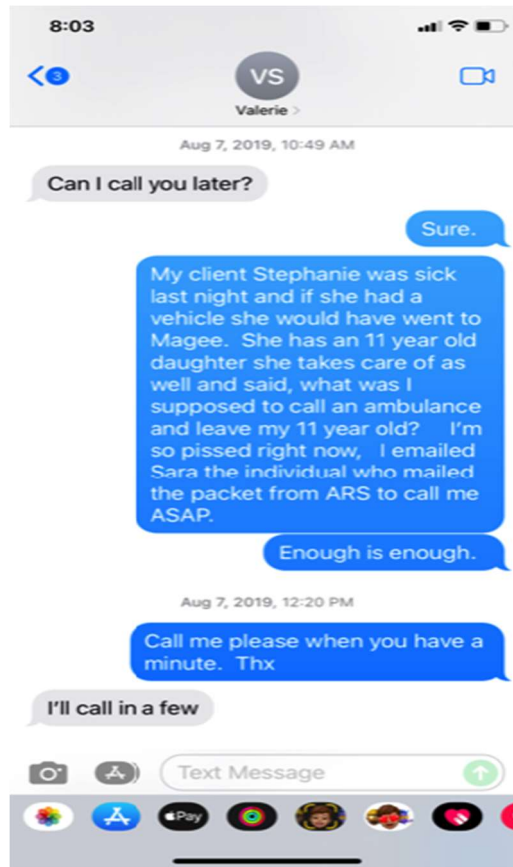 8:03
3
VS
Valerie >
Aug 7, 2019, 10:49 AM
Can I call you later?
Sure.
My client Stephanie was sick
last night and if she had a
vehicle she would have went to
Magee.  She has an 11 year old
daughter she takes care of as
well and said, what was I
supposed to call an ambulance
and leave my 11 year old?    I'm
so pissed right now,   I emailed
Sara the individual who mailed
the packet from ARS to call me
ASAP.
Enough is enough.
Aug 7, 2019, 12:20 PM
Call me please when you have a
minute.  Thx
I'll call in a few
Text Message
Pay